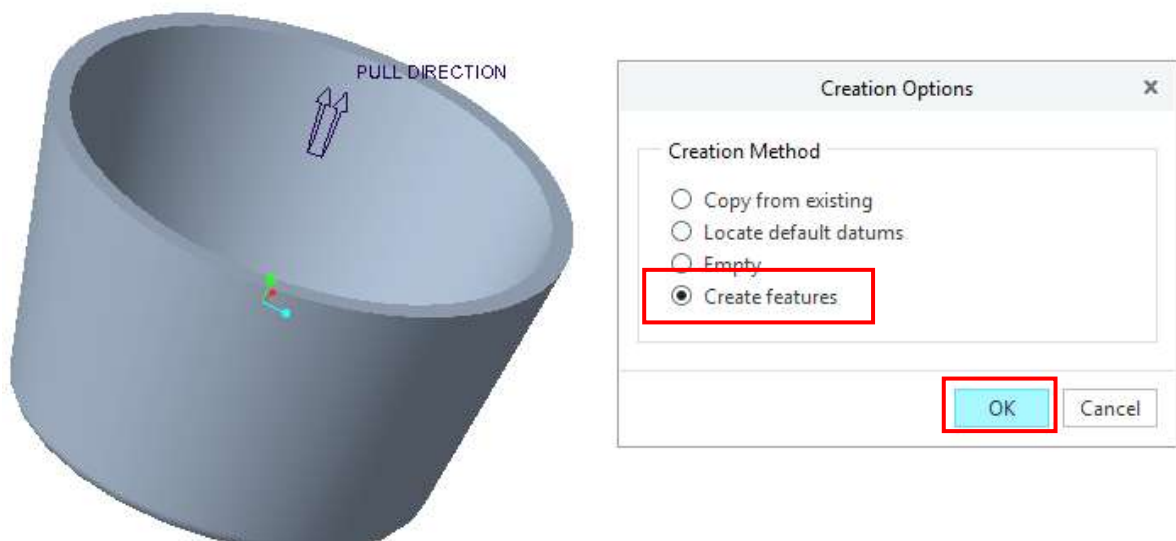 PULL DIRECTION
Creation Options
Creation Method
Copy from existing
Locate default datums
Empty
Create features
OK
Cancel